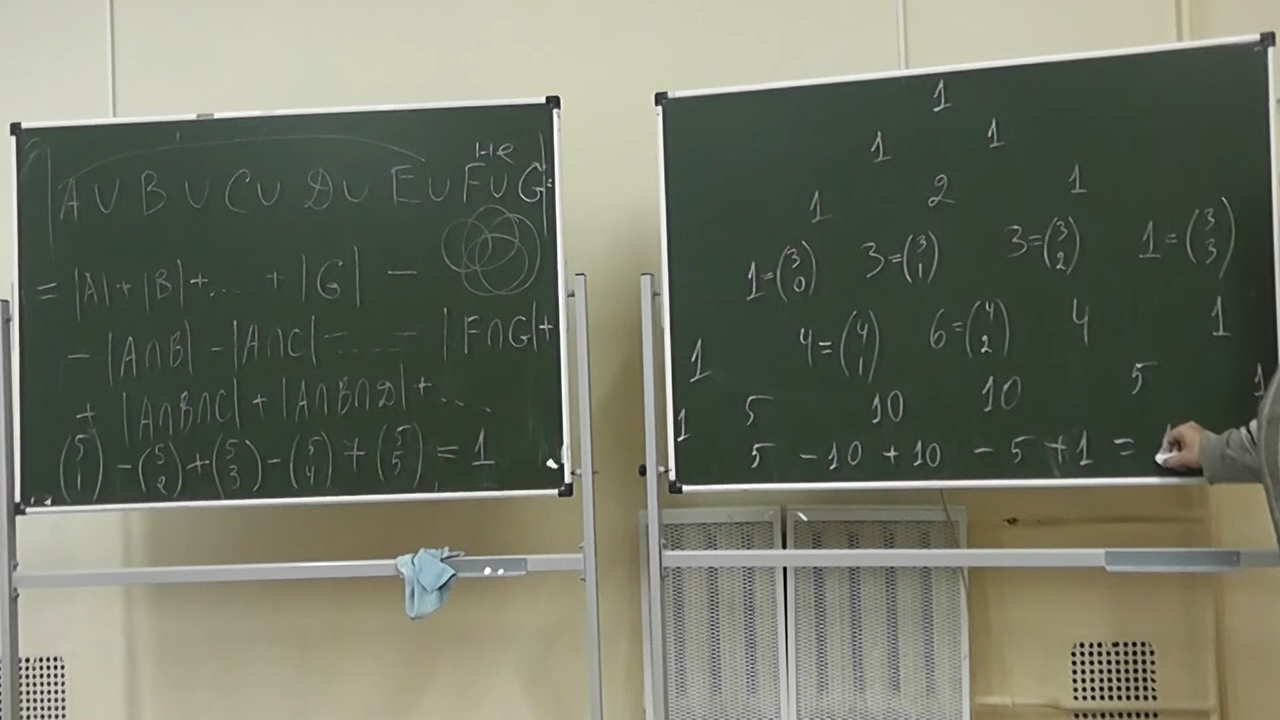 не
|A ∪ B ∪ C ∪ D ∪ E ∪ F ∪ G| =
= |A| + |B| + ... + |G| −
− |A∩B| − |A∩C| − ... − |F∩G| +
+ |A∩B∩C| + |A∩B∩D| + ...
(5 1) − (5 2) + (5 3) − (5 4) + (5 5) = 1
1
1 1
1 2 1
1 = (3 0) 3 = (3 1) 3 = (3 2) 1 = (3 3)
1 4 = (4 1) 6 = (4 2) 4 1
1 5 10 10 5 1
5 − 10 + 10 − 5 + 1 =